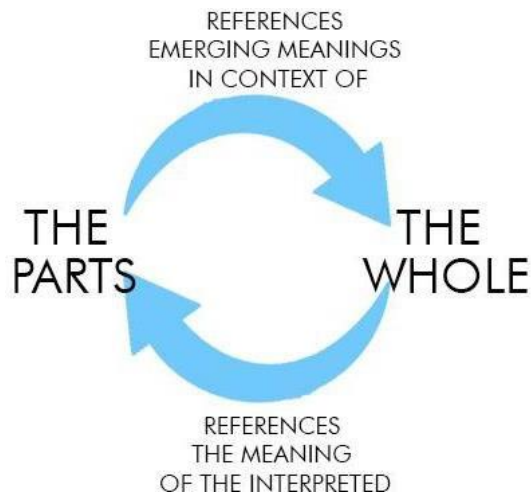 REFERENCES
EMERGING MEANINGS
IN CONTEXT OF
THE
PARTS
THE
WHOLE
REFERENCES
THE MEANING
OF THE INTERPRETED